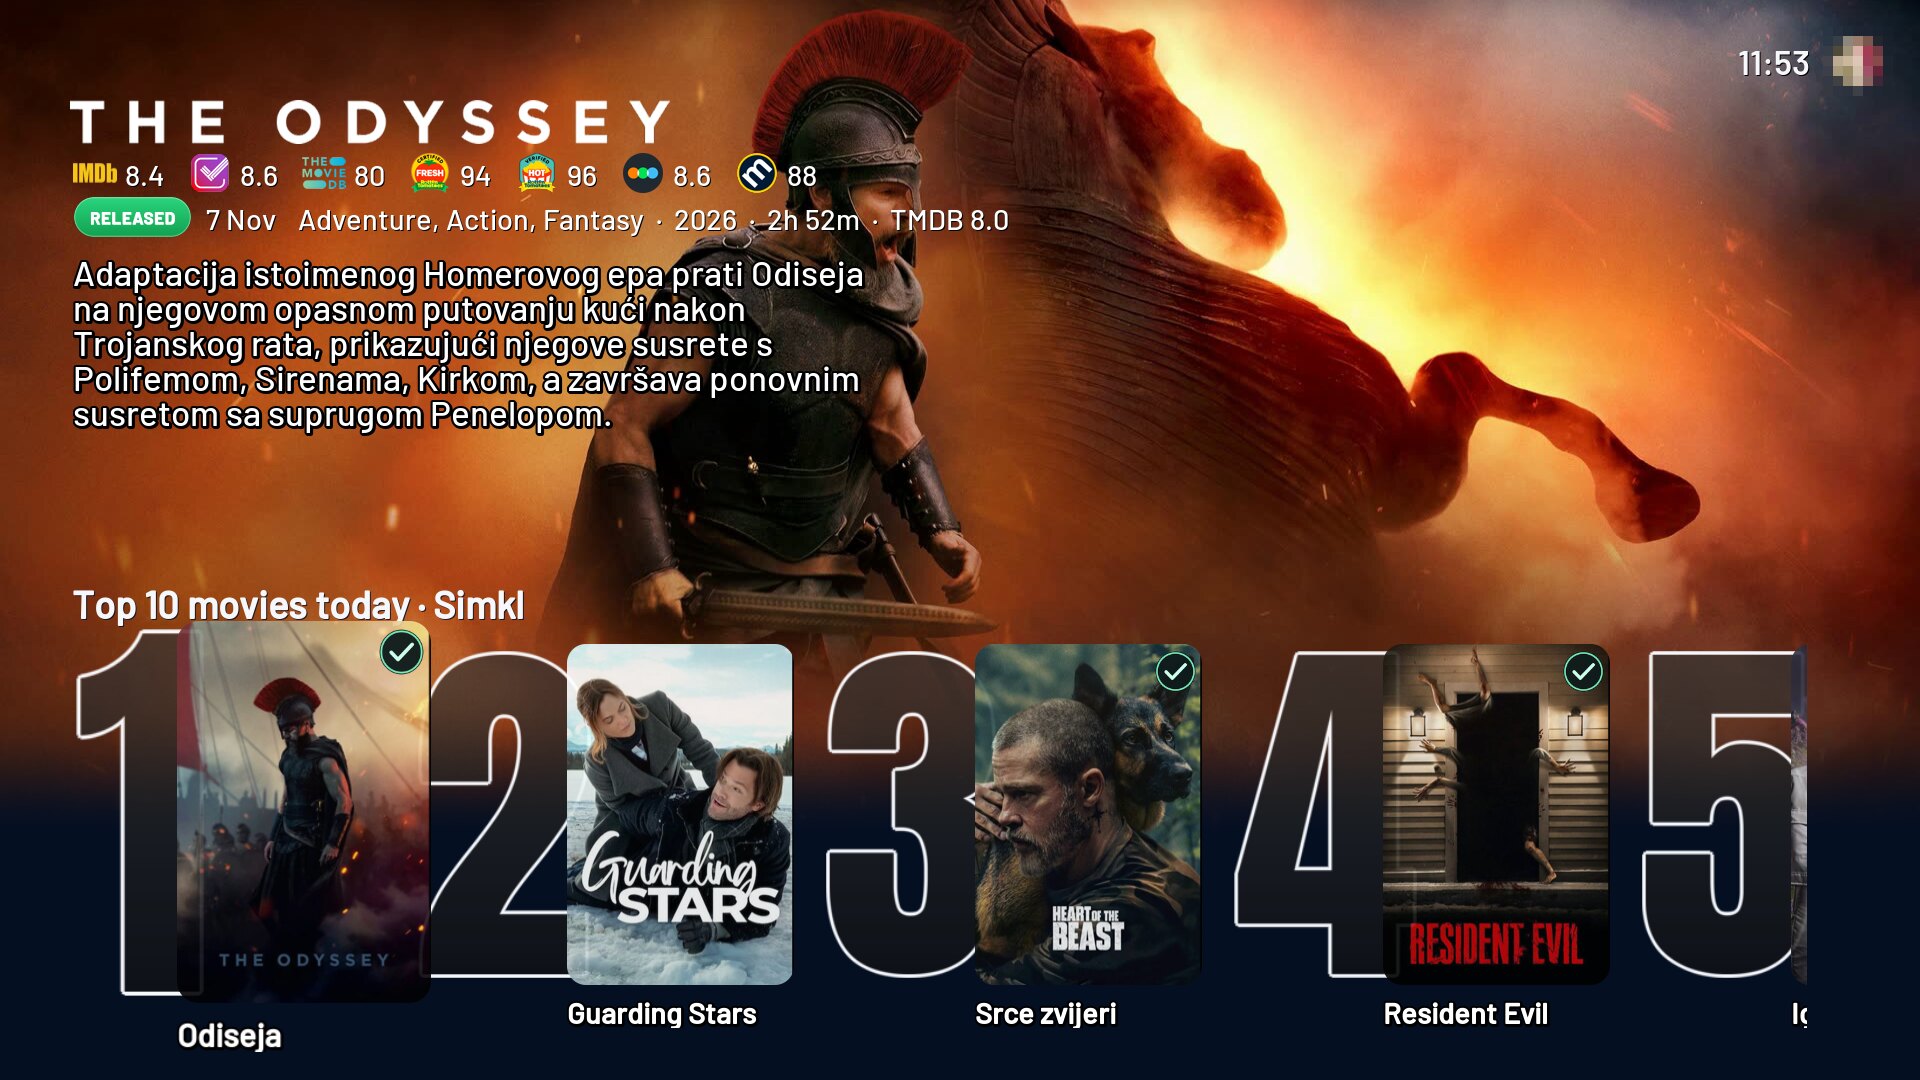 11:53
THE ODYSSEY
IMDb 8.4 8.6 THE MOVIE DB 80 CERTIFIED FRESH 94 VERIFIED HOT 96 8.6 m 88
RELEASED 7 Nov Adventure, Action, Fantasy · 2026 · 2h 52m · TMDB 8.0
Adaptacija istoimenog Homerovog epa prati Odiseja
na njegovom opasnom putovanju kući nakon
Trojanskog rata, prikazujući njegove susrete s
Polifemom, Sirenama, Kirkom, a završava ponovnim
susretom sa suprugom Penelopom.
Top 10 movies today · Simkl
1 2 3 4 5
THE ODYSSEY
Guarding
STARS
HEART OF THE
BEAST
RESIDENT EVIL
Odiseja
Guarding Stars
Srce zvijeri
Resident Evil